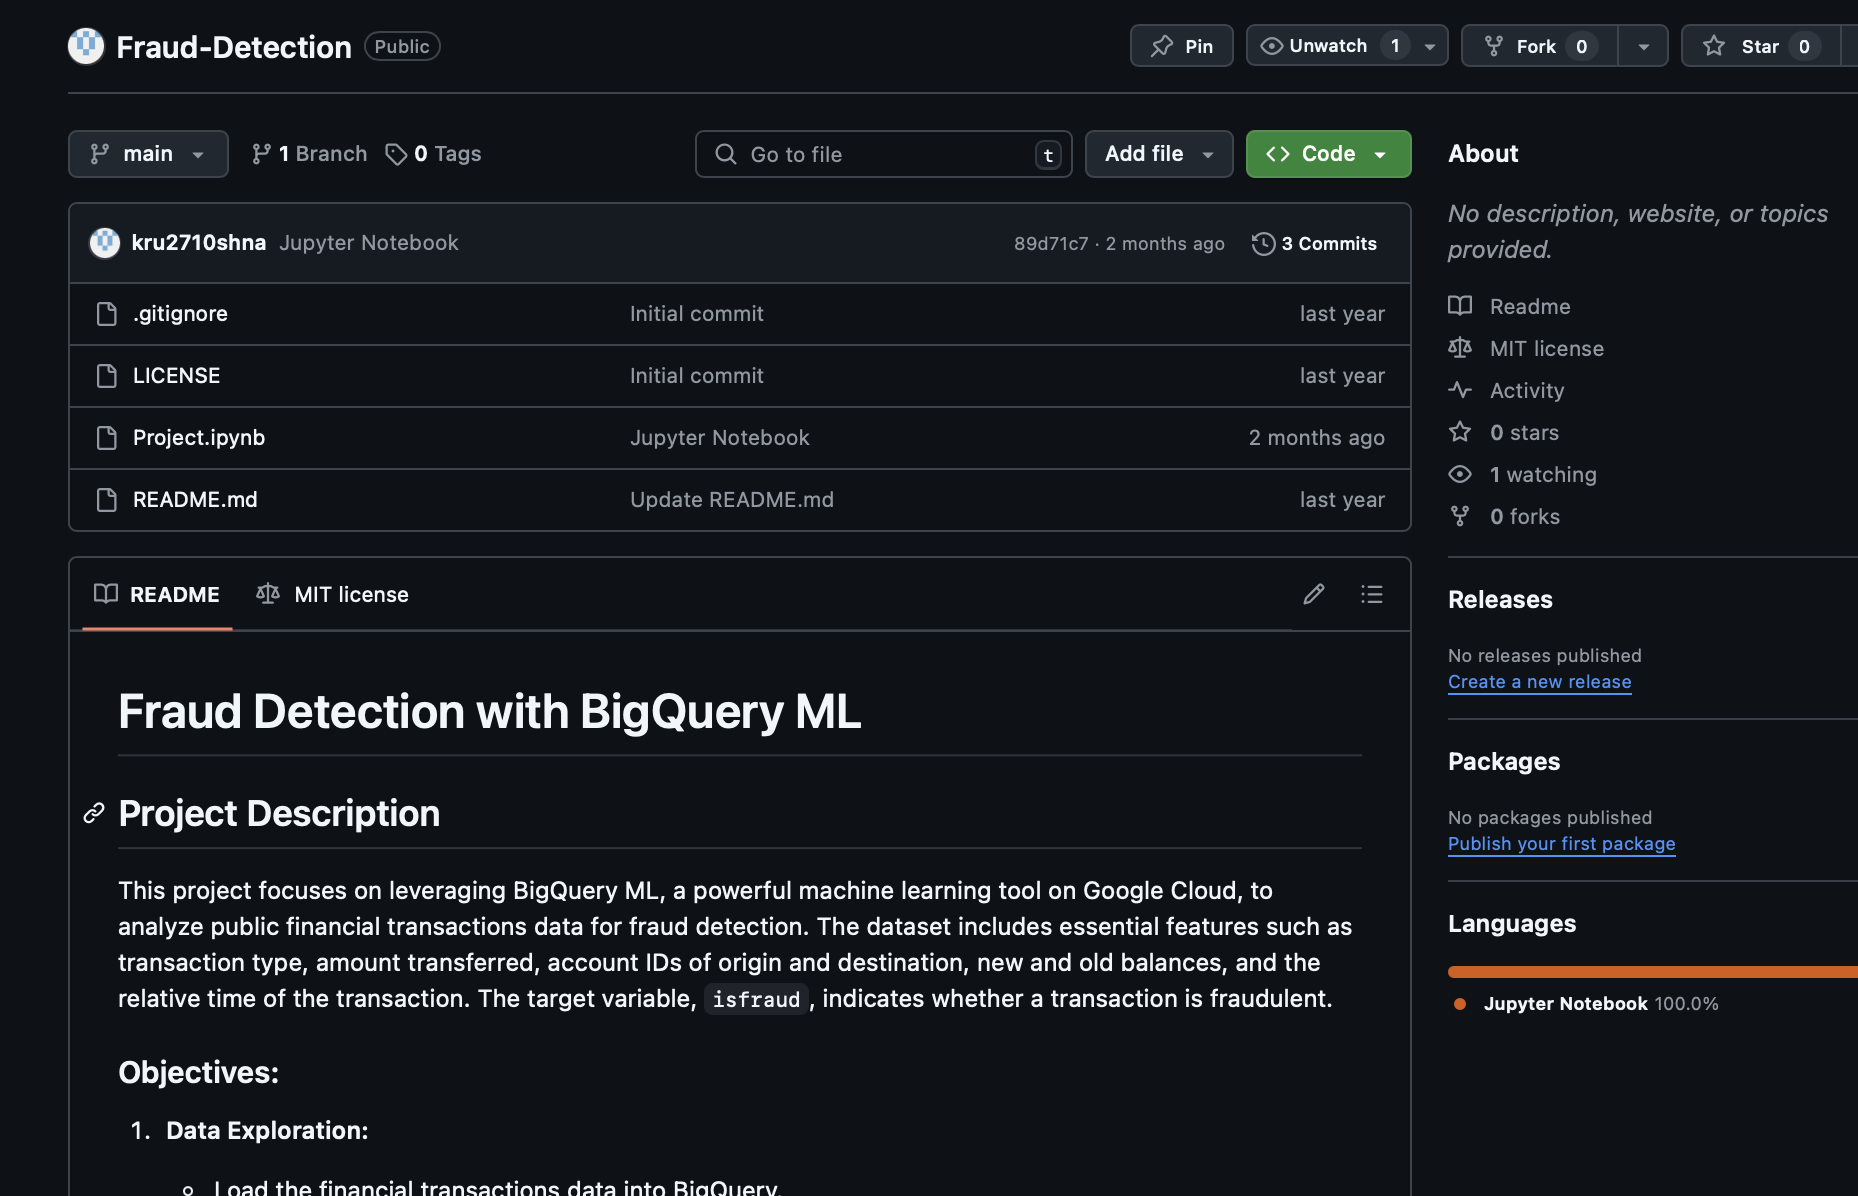 Fraud-Detection Public
Pin
Unwatch 1
Fork 0
Star 0
main
1 Branch
0 Tags
Go to file t
Add file
Code
kru2710shna Jupyter Notebook 89d71c7 · 2 months ago 3 Commits
.gitignore Initial commit last year
LICENSE Initial commit last year
Project.ipynb Jupyter Notebook 2 months ago
README.md Update README.md last year
README MIT license
Fraud Detection with BigQuery ML
Project Description
This project focuses on leveraging BigQuery ML, a powerful machine learning tool on Google Cloud, to
analyze public financial transactions data for fraud detection. The dataset includes essential features such as
transaction type, amount transferred, account IDs of origin and destination, new and old balances, and the
relative time of the transaction. The target variable, isfraud, indicates whether a transaction is fraudulent.
Objectives:
1. Data Exploration:
Load the financial transactions data into BigQuery.
About
No description, website, or topics
provided.
Readme
MIT license
Activity
0 stars
1 watching
0 forks
Releases
No releases published
Create a new release
Packages
No packages published
Publish your first package
Languages
Jupyter Notebook 100.0%